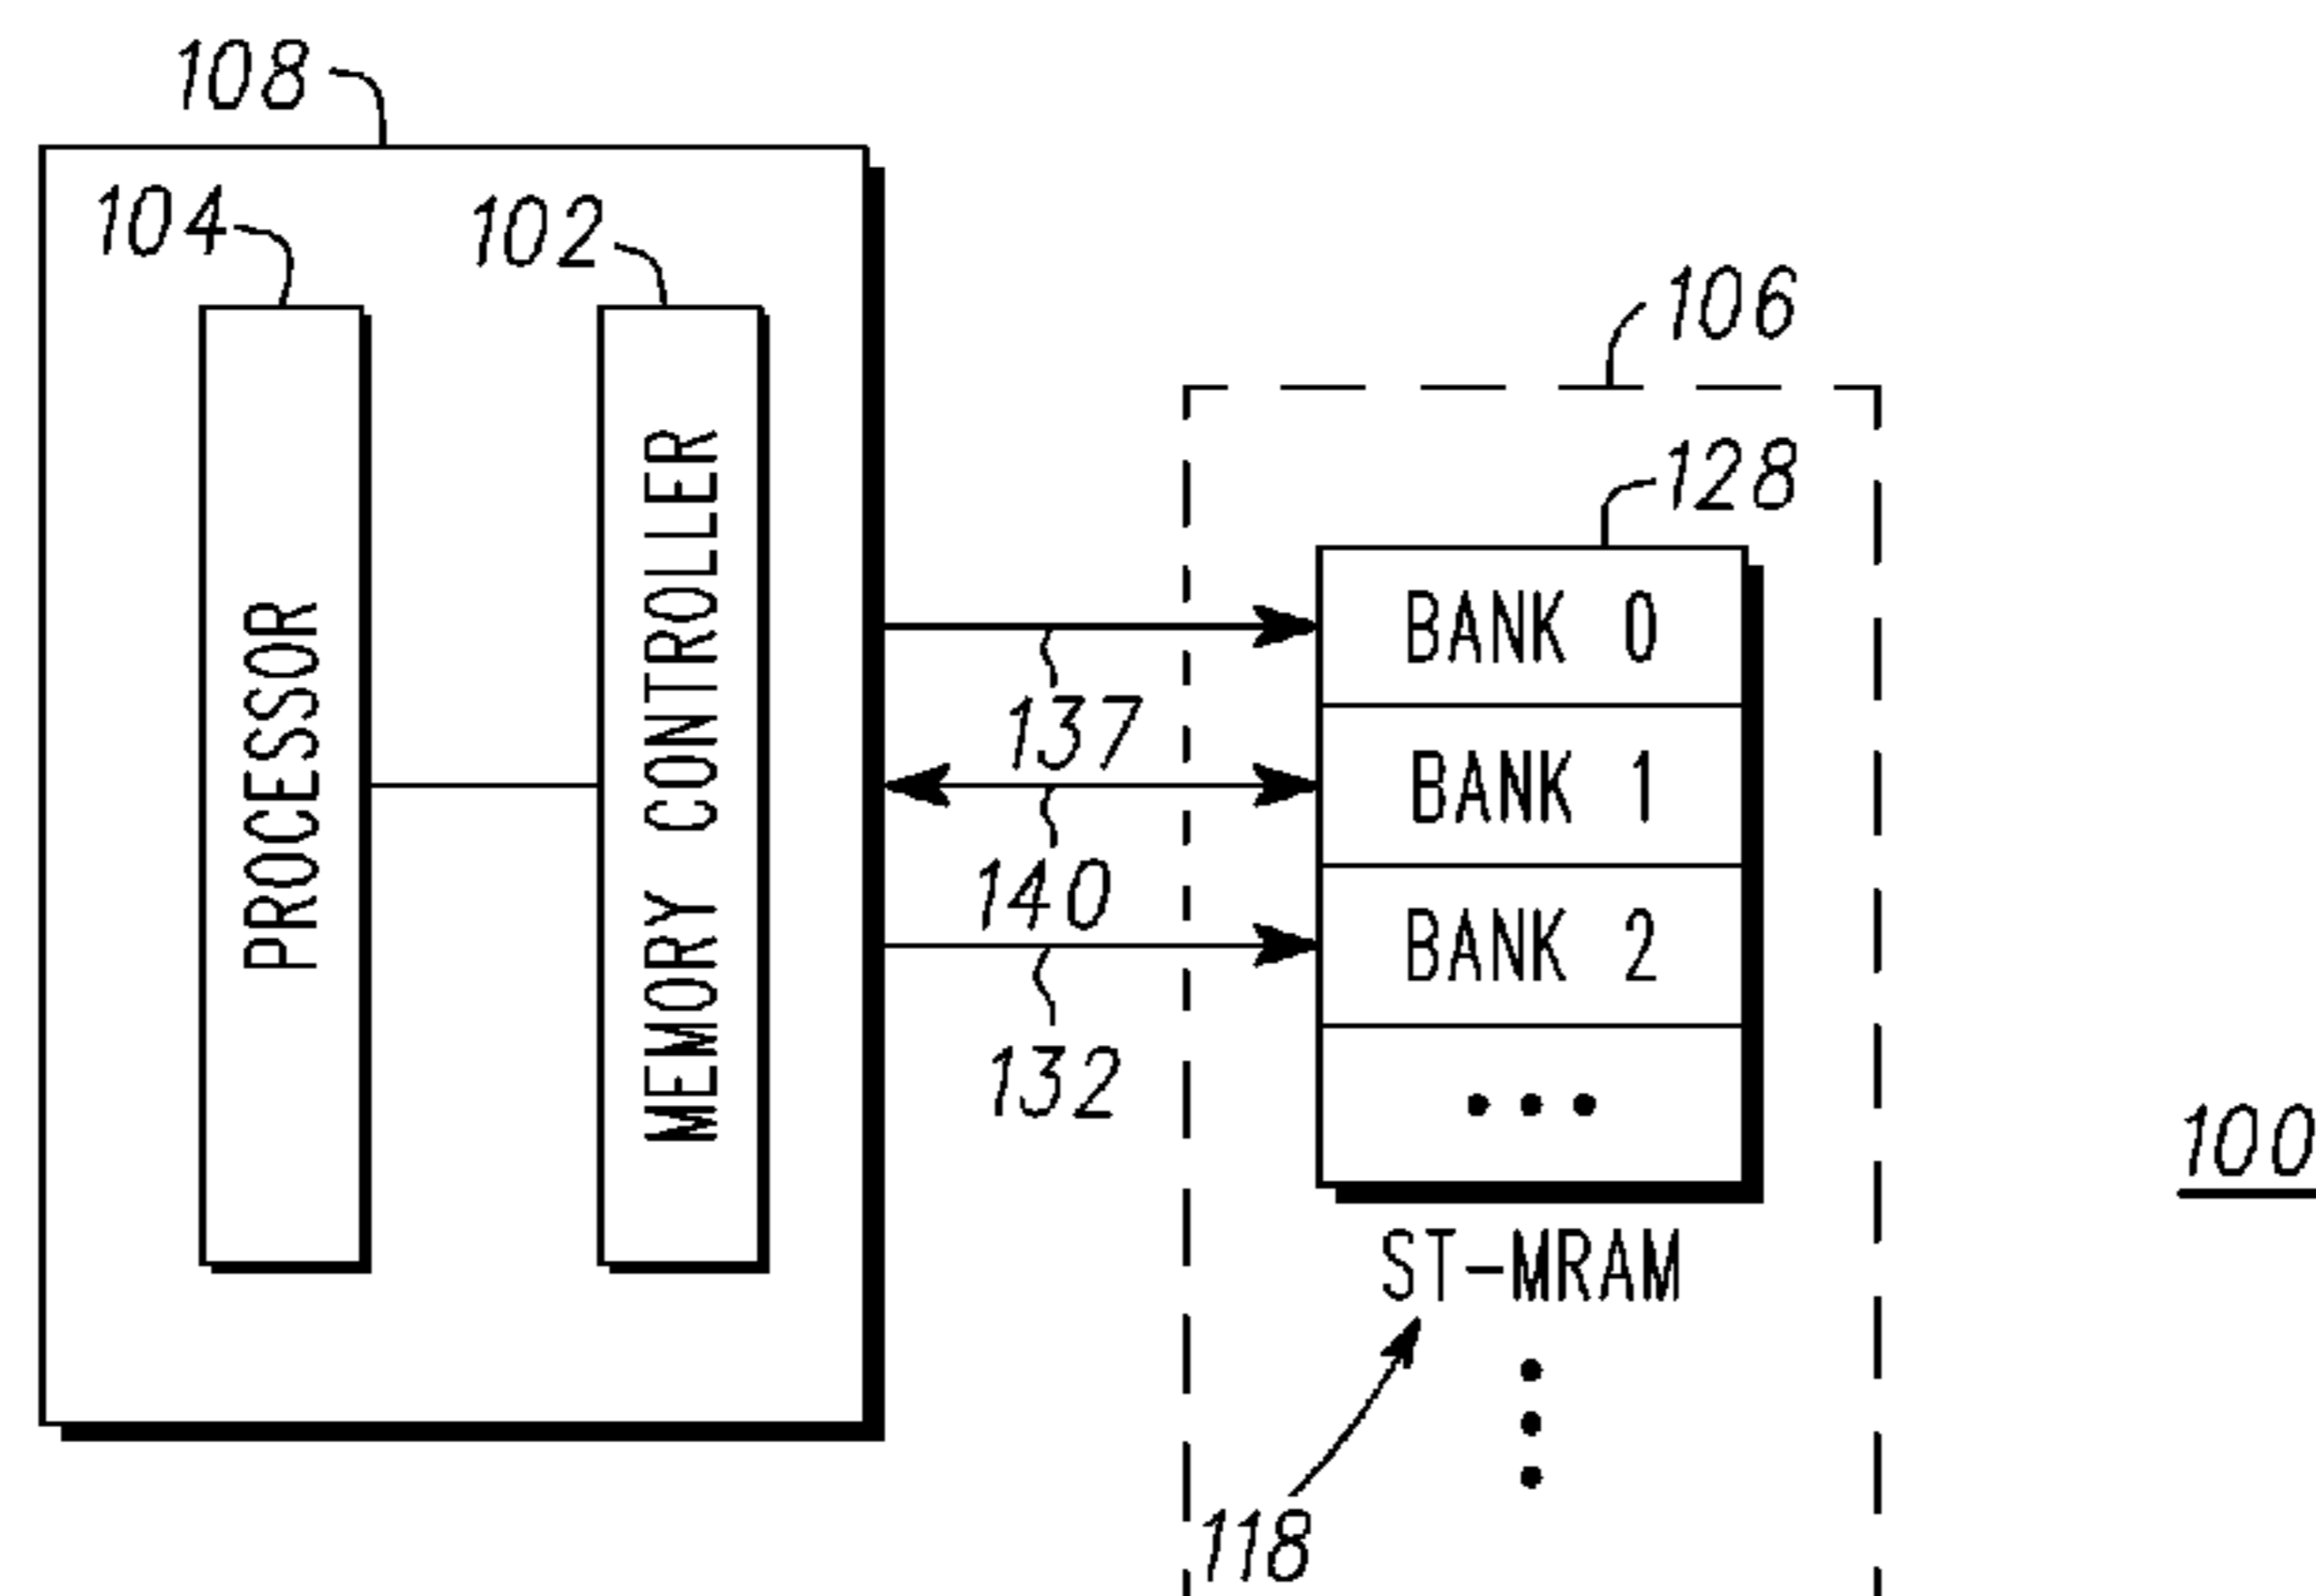 108
104
102
106
128
PROCESSOR
MEMORY CONTROLLER
BANK 0
137
BANK 1
140
BANK 2
132
• • •
100
ST-MRAM
118